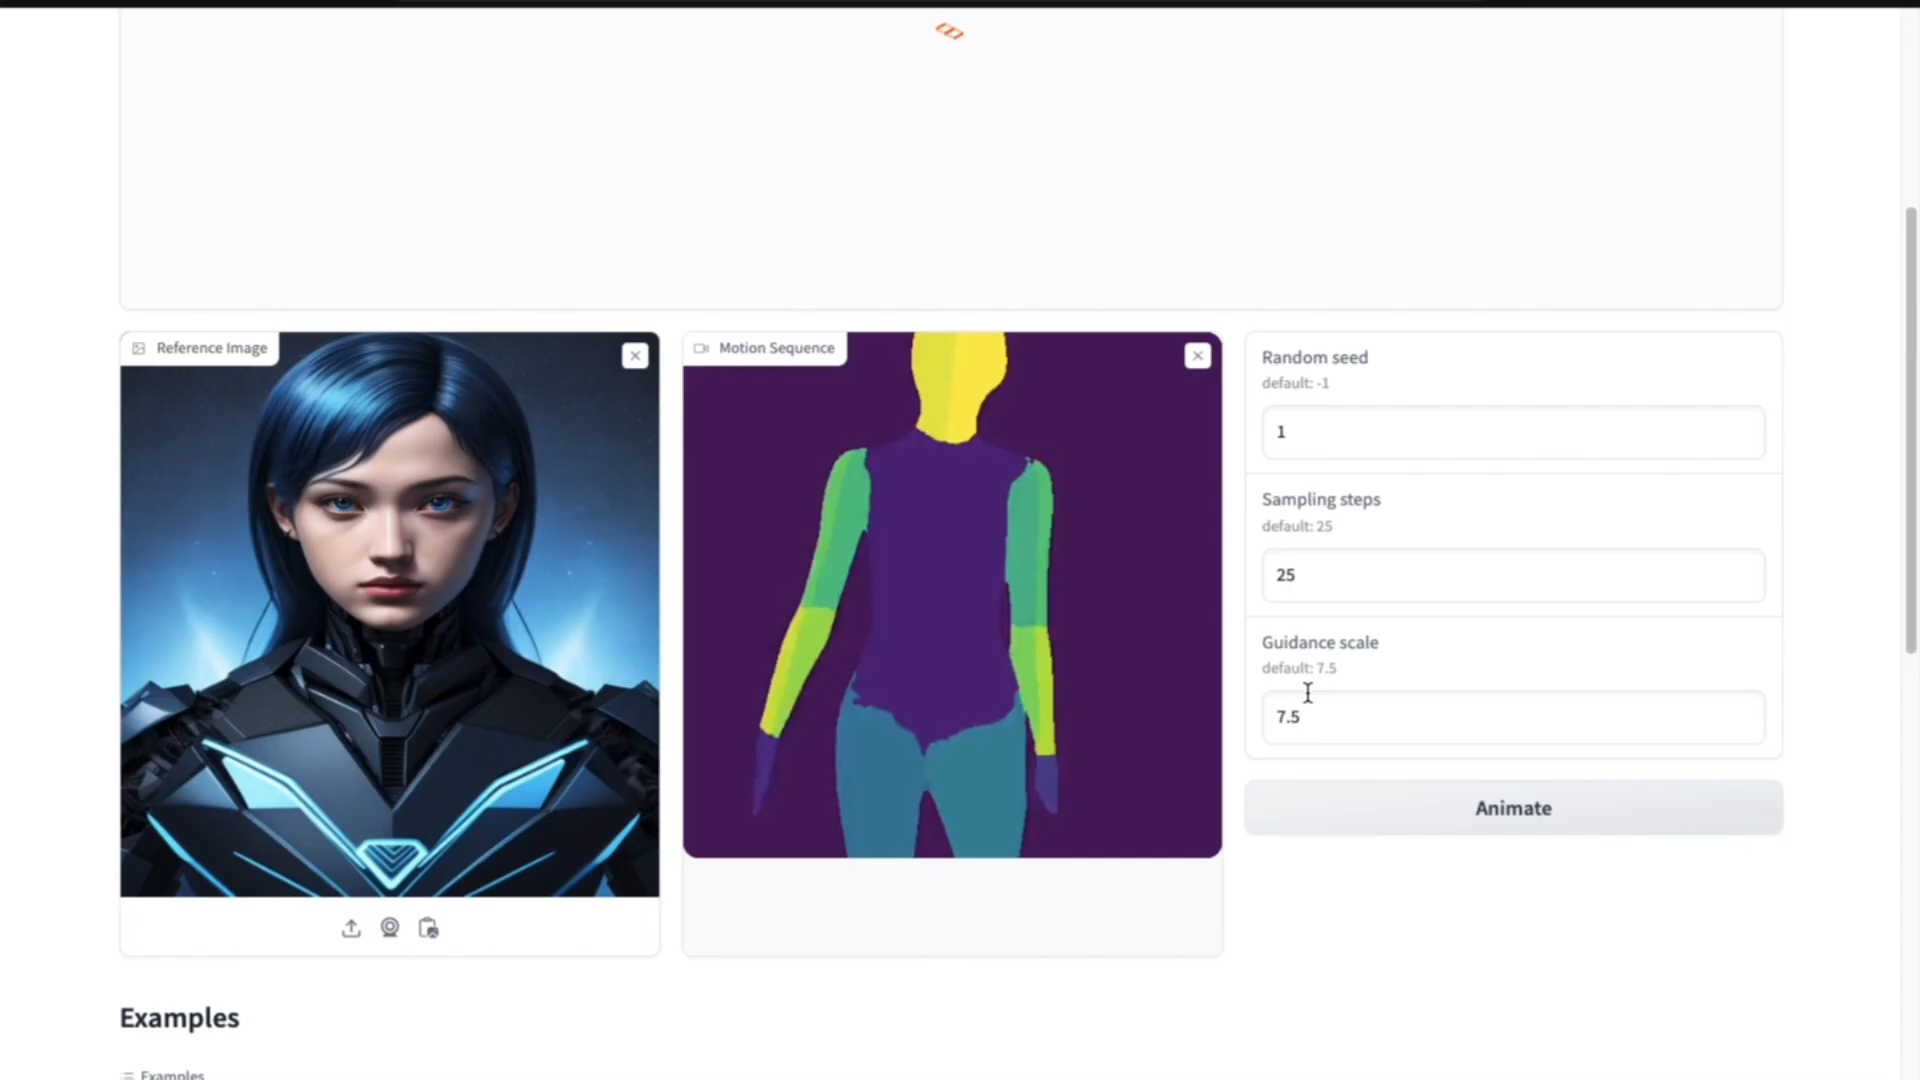 Reference Image
Motion Sequence
Random seed
default: -1
1
Sampling steps
default: 25
25
Guidance scale
default: 7.5
7.5
Animate
Examples
Examples